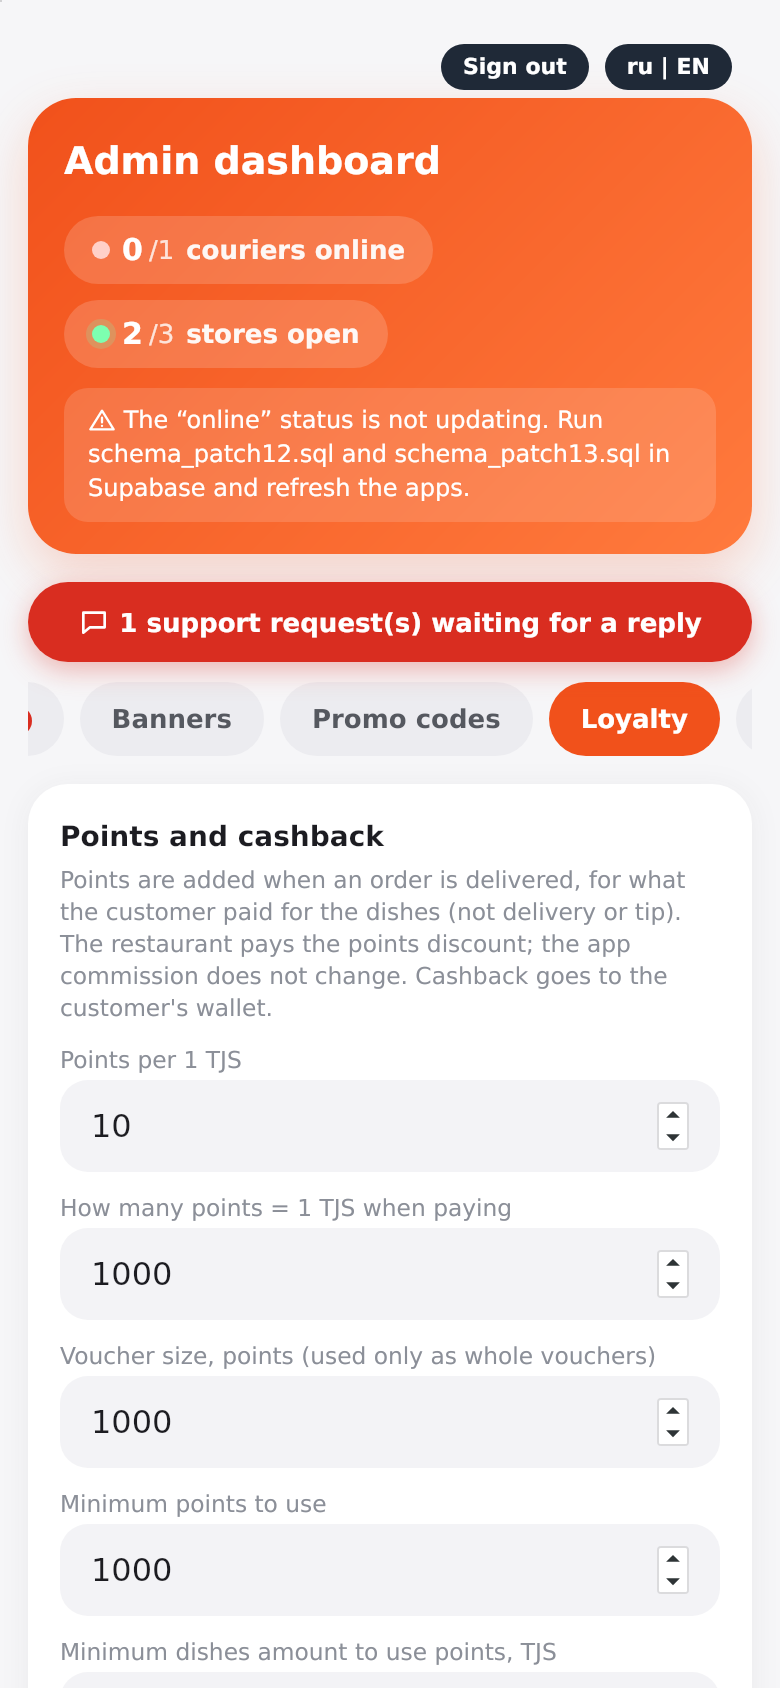 Sign out
ru | EN
Admin dashboard
0 /1 couriers online
2 /3 stores open
The “online” status is not updating. Run
schema_patch12.sql and schema_patch13.sql in
Supabase and refresh the apps.
1 support request(s) waiting for a reply
Banners
Promo codes
Loyalty
Points and cashback
Points are added when an order is delivered, for what
the customer paid for the dishes (not delivery or tip).
The restaurant pays the points discount; the app
commission does not change. Cashback goes to the
customer's wallet.
Points per 1 TJS
10
How many points = 1 TJS when paying
1000
Voucher size, points (used only as whole vouchers)
1000
Minimum points to use
1000
Minimum dishes amount to use points, TJS